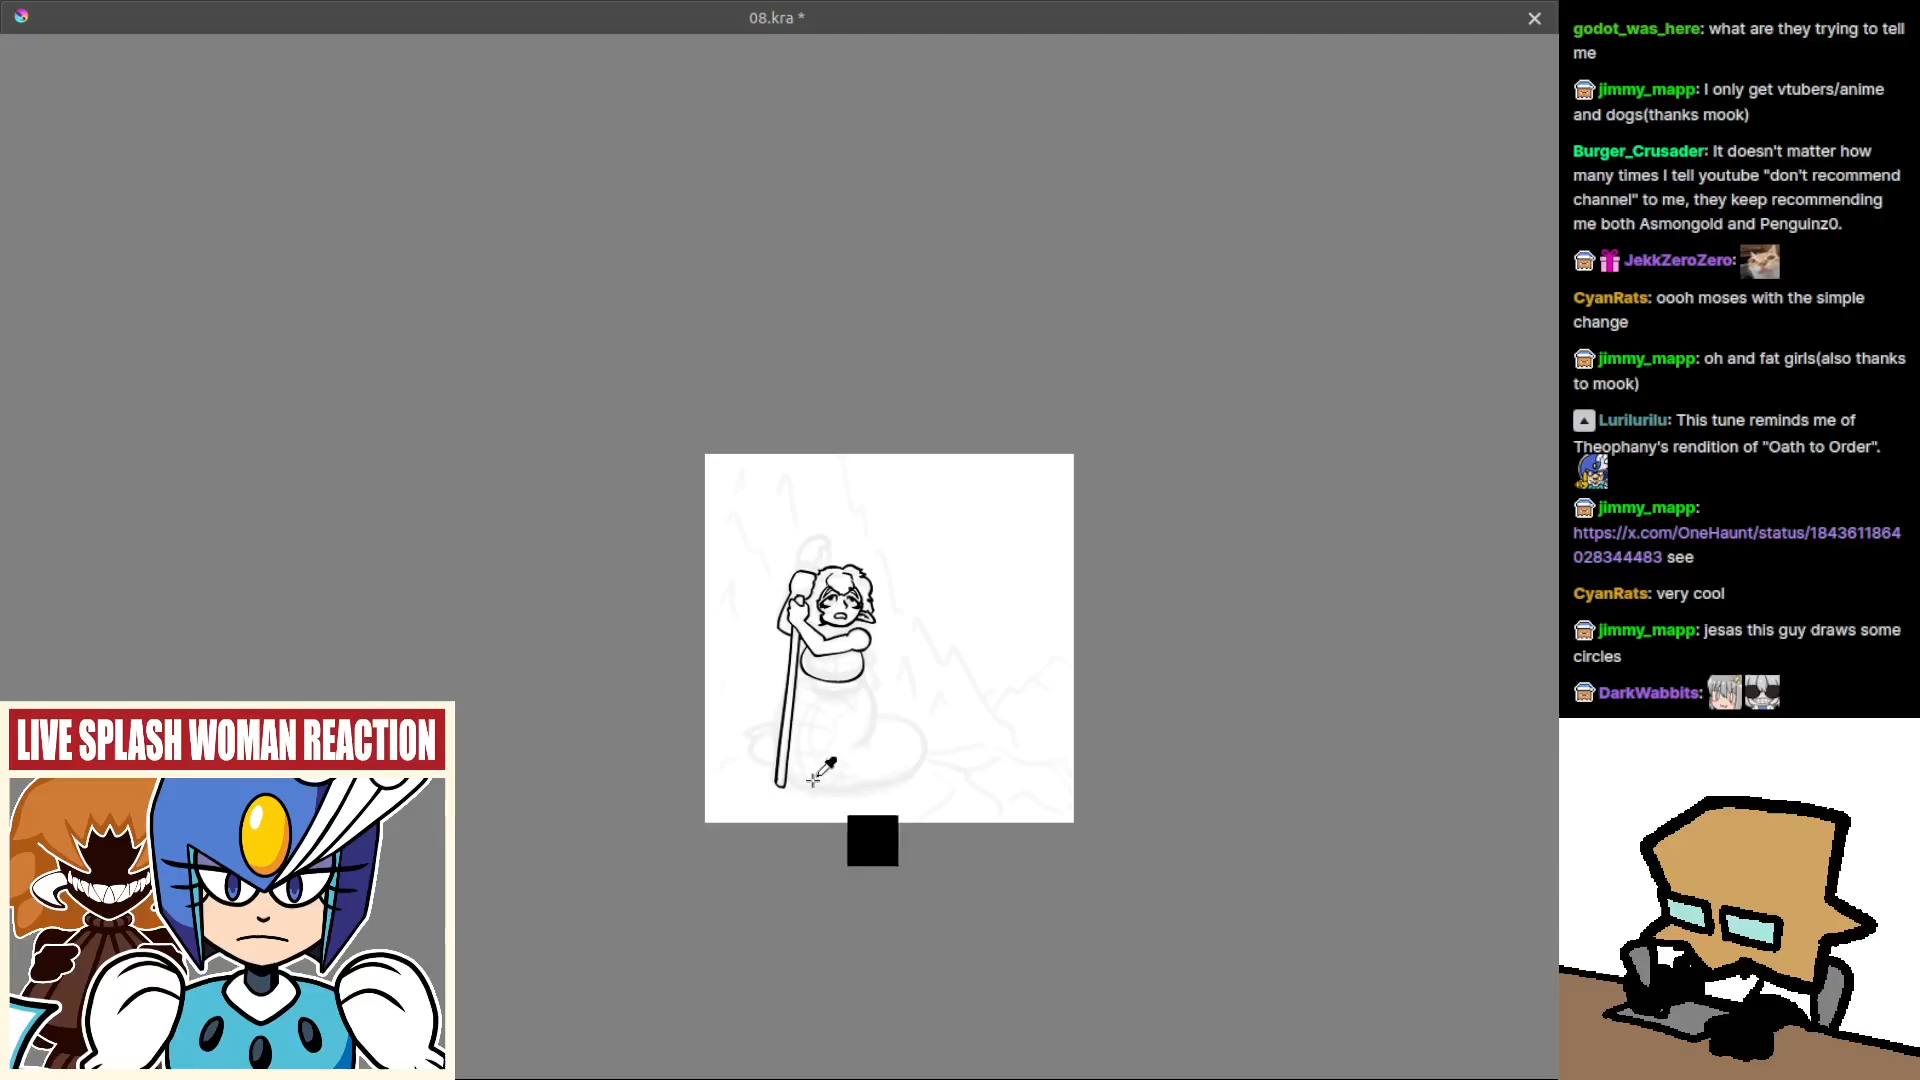 08.kra *
godot_was_here: what are they trying to tell
me
jimmy_mapp: I only get vtubers/anime
and dogs(thanks mook)
Burger_Crusader: It doesn't matter how
many times I tell youtube "don't recommend
channel" to me, they keep recommending
me both Asmongold and Penguinz0.
JekkZeroZero:
CyanRats: oooh moses with the simple
change
jimmy_mapp: oh and fat girls(also thanks
to mook)
Lurilurilu: This tune reminds me of
Theophany's rendition of "Oath to Order".
jimmy_mapp:
https://x.com/OneHaunt/status/1843611864
028344483 see
CyanRats: very cool
jimmy_mapp: jesas this guy draws some
circles
DarkWabbits:
LIVE SPLASH WOMAN REACTION